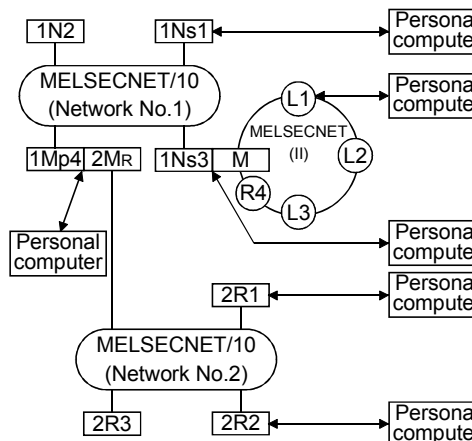 1N2
1Ns1
Persona
compute
MELSECNET/10
(Network No.1)
L1
Persona
compute
MELSECNET
(II)
L2
1Mp4
2MR
1Ns3
M
R4
L3
Personal
computer
Persona
compute
2R1
Persona
compute
MELSECNET/10
(Network No.2)
2R3
2R2
Persona
compute